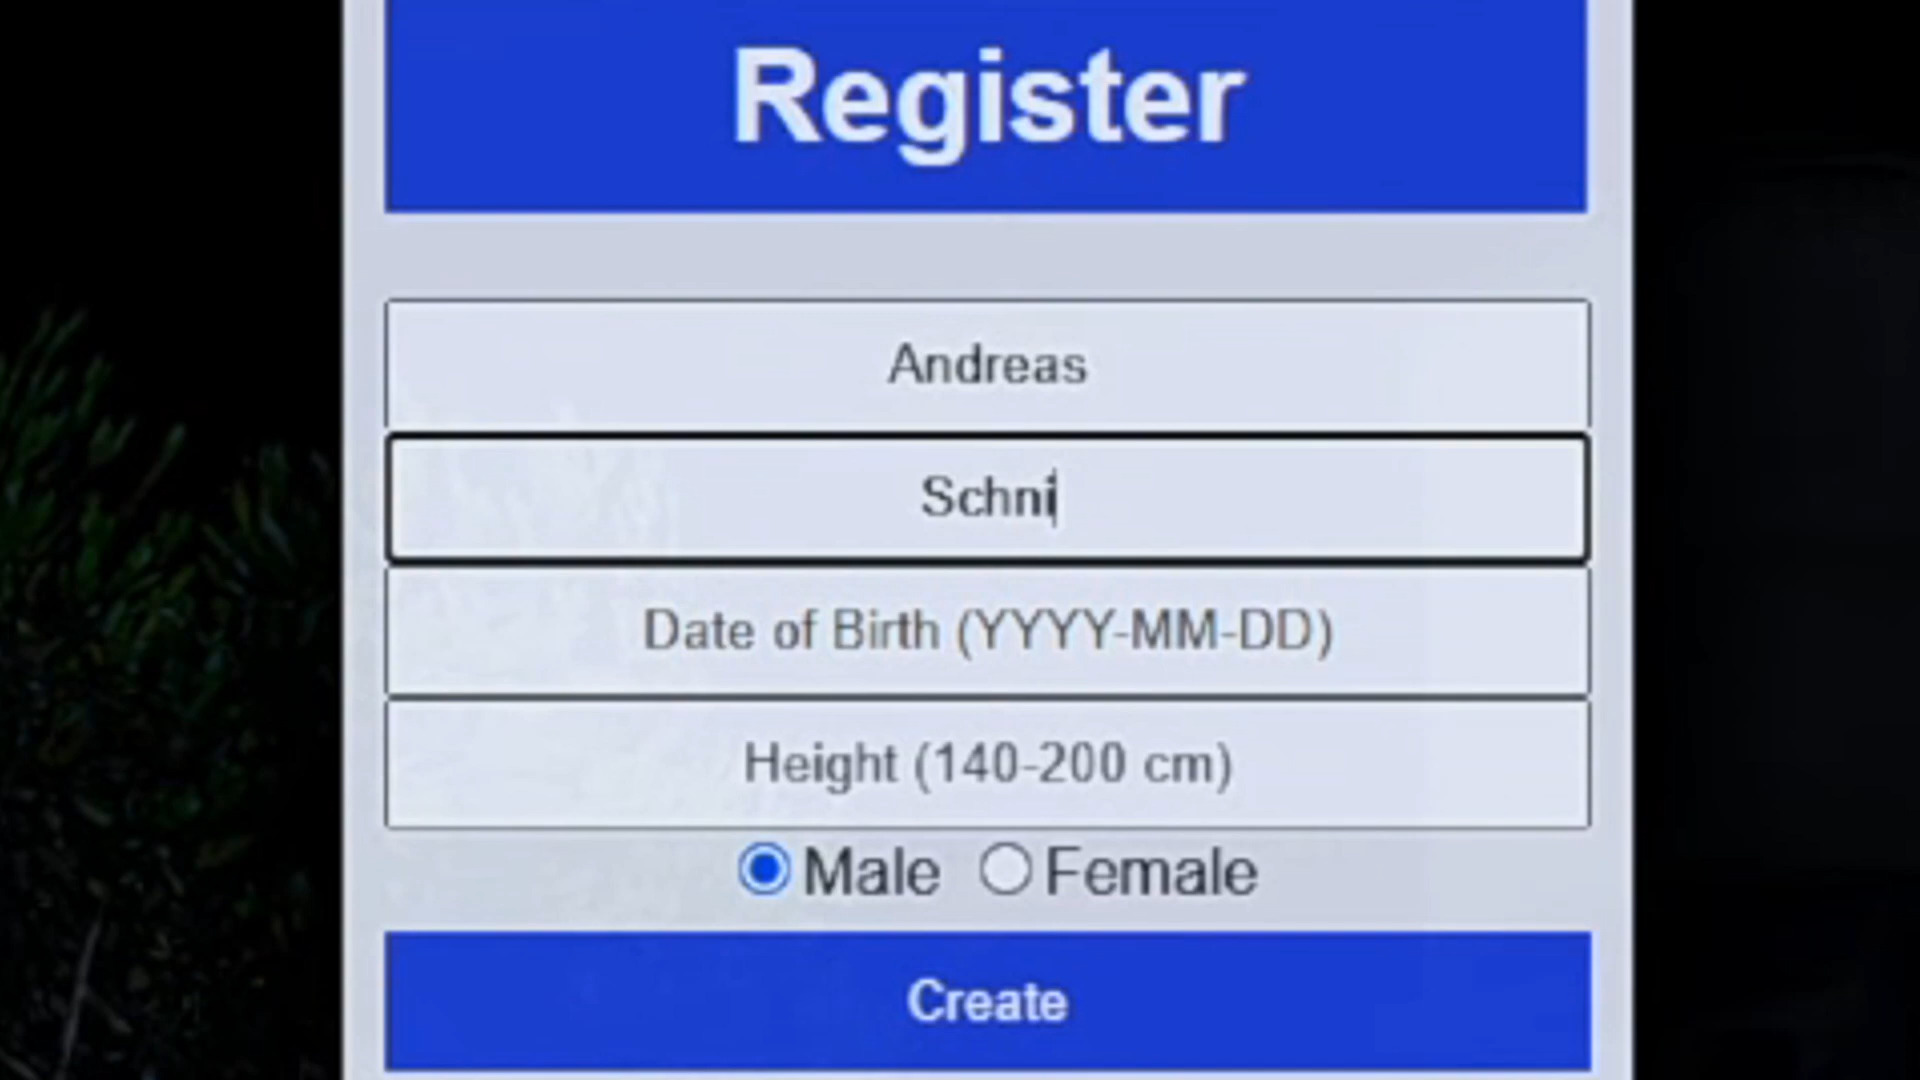 Register
Andreas
Schni
Date of Birth (YYYY-MM-DD)
Height (140-200 cm)
Male Female
Create